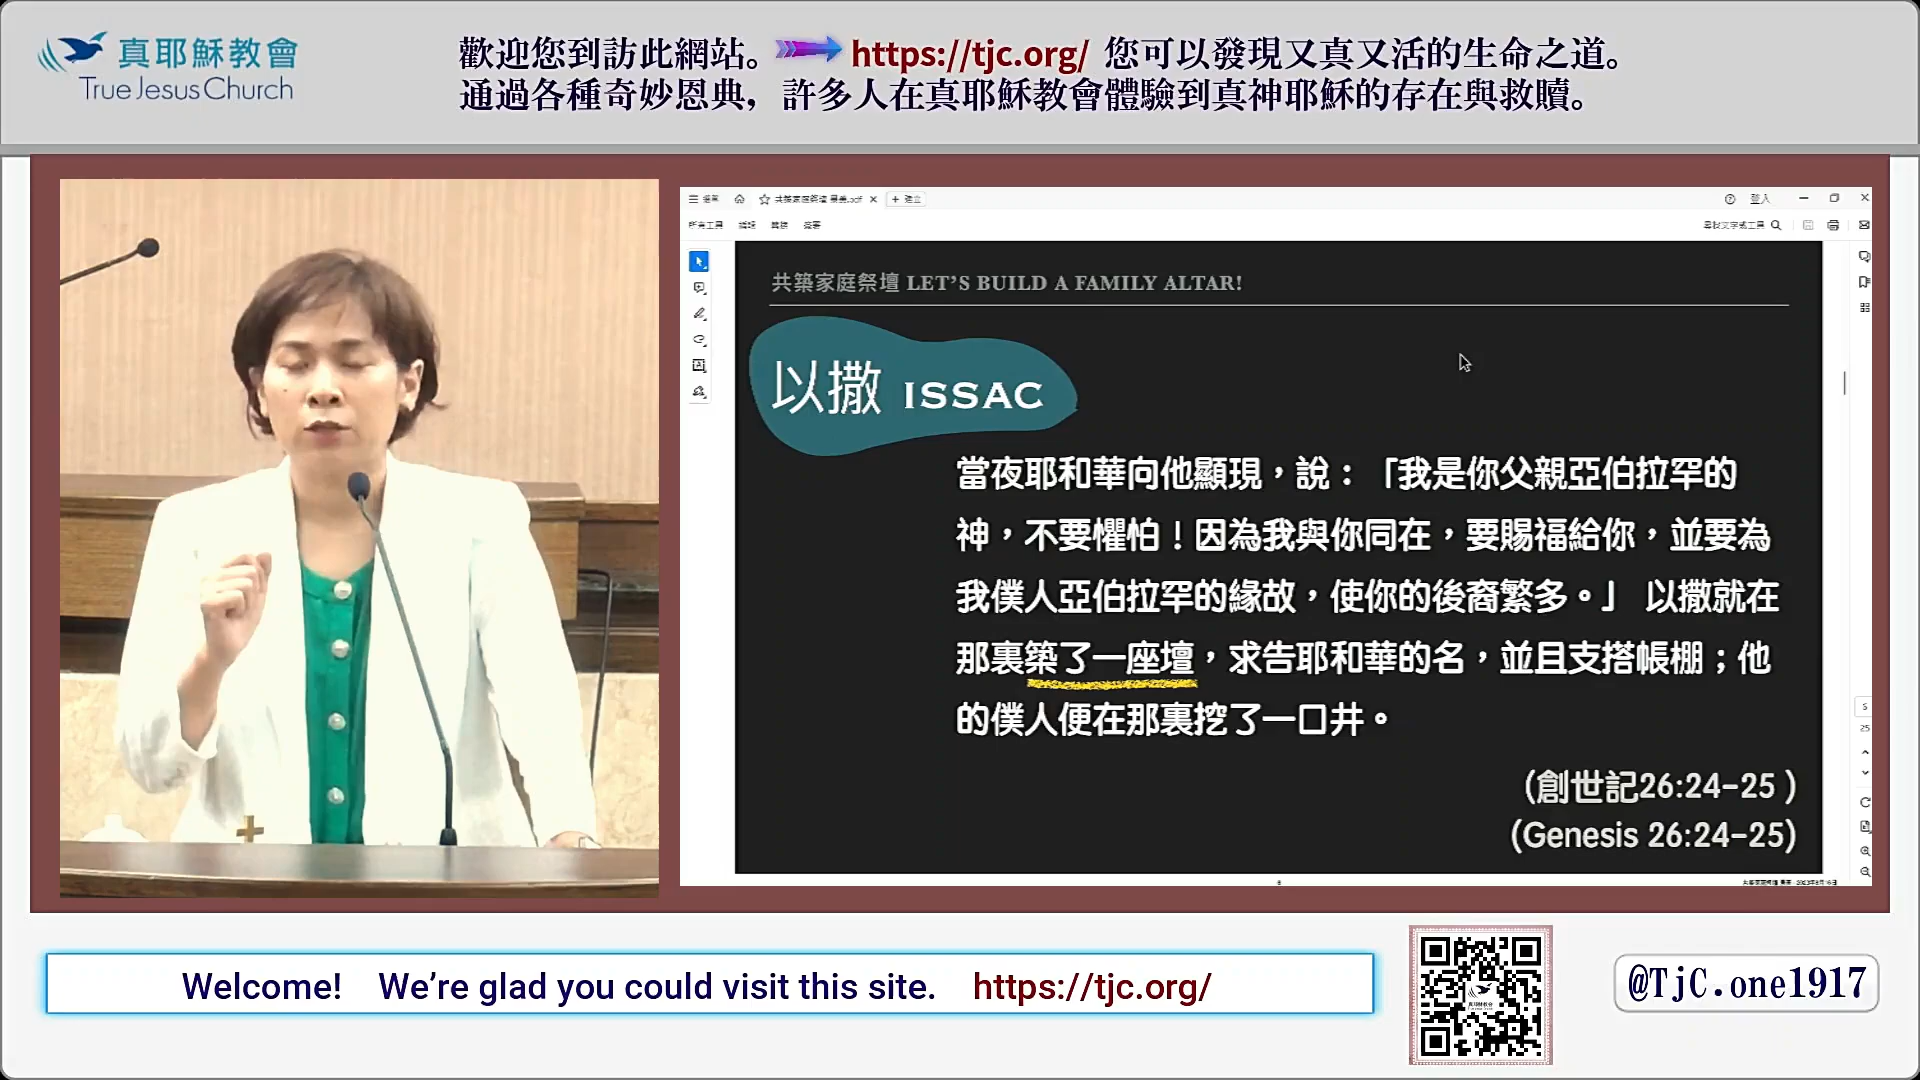 真耶穌教會
True Jesus Church
歡迎您到訪此網站。 https://tjc.org/ 您可以發現又真又活的生命之道。
通過各種奇妙恩典，許多人在真耶穌教會體驗到真神耶穌的存在與救贖。
共築家庭祭壇 LET'S BUILD A FAMILY ALTAR!
以撒 ISSAC
當夜耶和華向他顯現，說：「我是你父親亞伯拉罕的
神，不要懼怕！因為我與你同在，要賜福給你，並要為
我僕人亞伯拉罕的緣故，使你的後裔繁多。」 以撒就在
那裏築了一座壇，求告耶和華的名，並且支搭帳棚；他
的僕人便在那裏挖了一口井。
(創世記26:24-25 )
(Genesis 26:24-25)
登入
5
25
Welcome! We’re glad you could visit this site. https://tjc.org/
@TjC.one1917